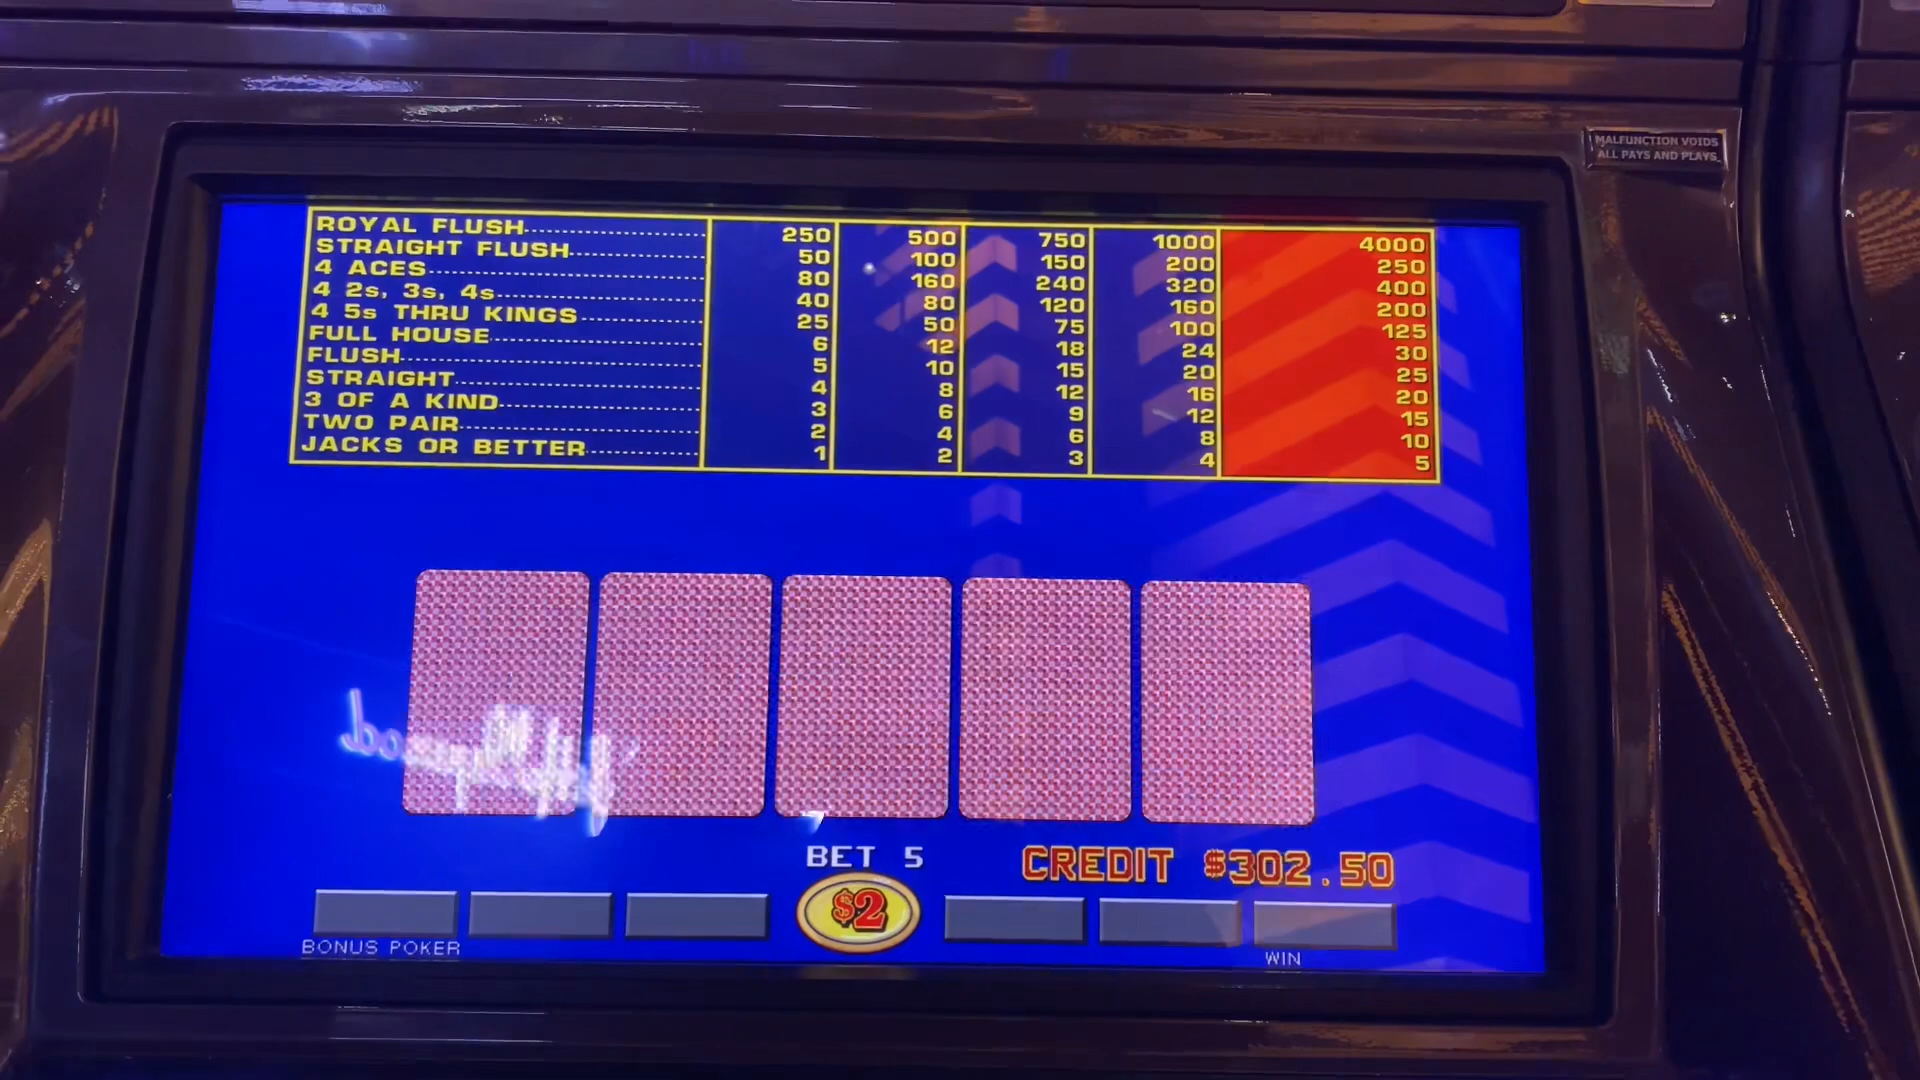 MALFUNCTION VOIDS
ALL PAYS AND PLAYS
ROYAL FLUSH 250 500 750 1000 4000
STRAIGHT FLUSH 50 100 150 200 250
4 ACES 80 160 240 320 400
4 2s, 3s, 4s 40 80 120 160 200
4 5s THRU KINGS 25 50 75 100 125
FULL HOUSE 6 12 18 24 30
FLUSH 5 10 15 20 25
STRAIGHT 4 8 12 16 20
3 OF A KIND 3 6 9 12 15
TWO PAIR 2 4 6 8 10
JACKS OR BETTER 1 2 3 4 5
BET 5
CREDIT $302.50
$2
BONUS POKER
WIN